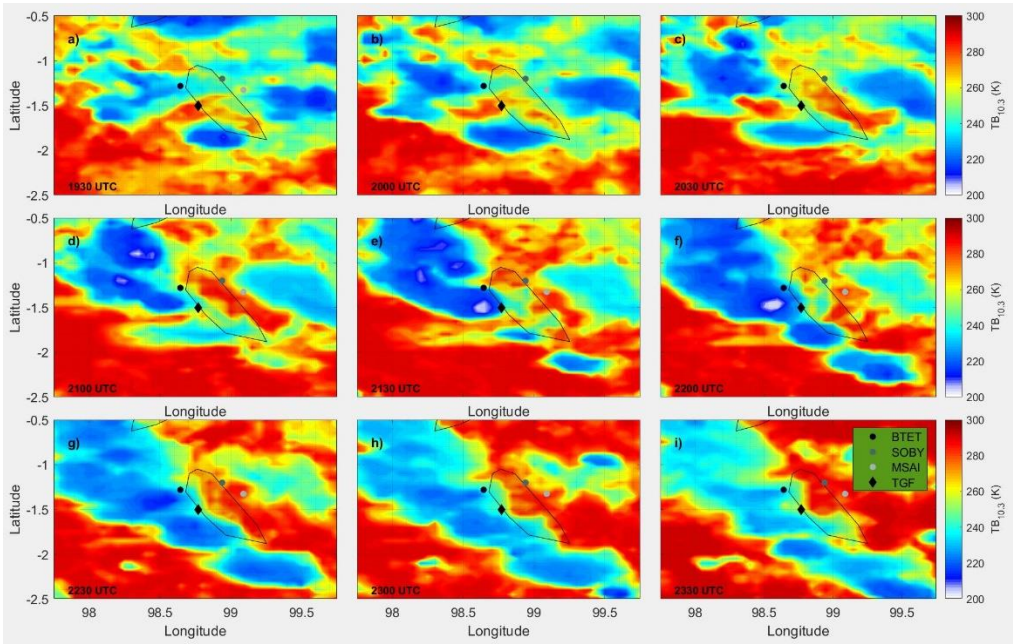 -0.5
-1
-1.5
-2
-2.5
Latitude
a)
1930 UTC
Longitude
b)
2000 UTC
Longitude
c)
2030 UTC
Longitude
300
280
260
240
220
200
TB10.3 (K)
-0.5
-1
-1.5
-2
-2.5
Latitude
d)
2100 UTC
Longitude
e)
2130 UTC
Longitude
f)
2200 UTC
Longitude
300
280
260
240
220
200
TB10.3 (K)
-0.5
-1
-1.5
-2
-2.5
Latitude
g)
2230 UTC
98 98.5 99 99.5
Longitude
h)
2300 UTC
98 98.5 99 99.5
Longitude
i)
BTET
SOBY
MSAI
TGF
2330 UTC
98 98.5 99 99.5
Longitude
300
280
260
240
220
200
TB10.3 (K)